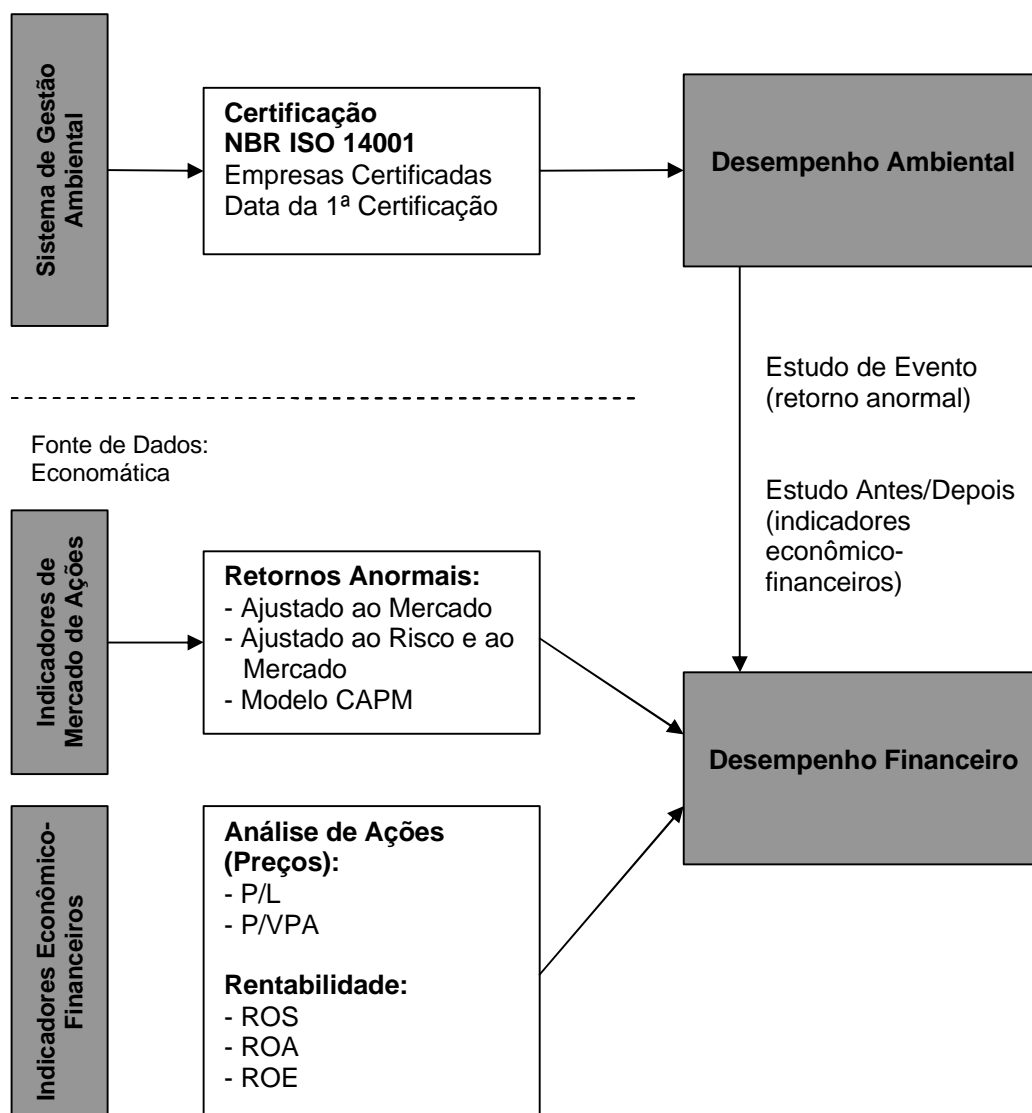 Sistema de Gestão
Ambiental
Certificação
NBR ISO 14001
Empresas Certificadas
Data da 1ª Certificação
Desempenho Ambiental
Estudo de Evento
(retorno anormal)
Estudo Antes/Depois
(indicadores
econômico-
financeiros)
Fonte de Dados:
Economática
Indicadores de
Mercado de Ações
Retornos Anormais:
- Ajustado ao Mercado
- Ajustado ao Risco e ao
Mercado
- Modelo CAPM
Desempenho Financeiro
Indicadores Econômico-
Financeiros
Análise de Ações
(Preços):
- P/L
- P/VPA
Rentabilidade:
- ROS
- ROA
- ROE